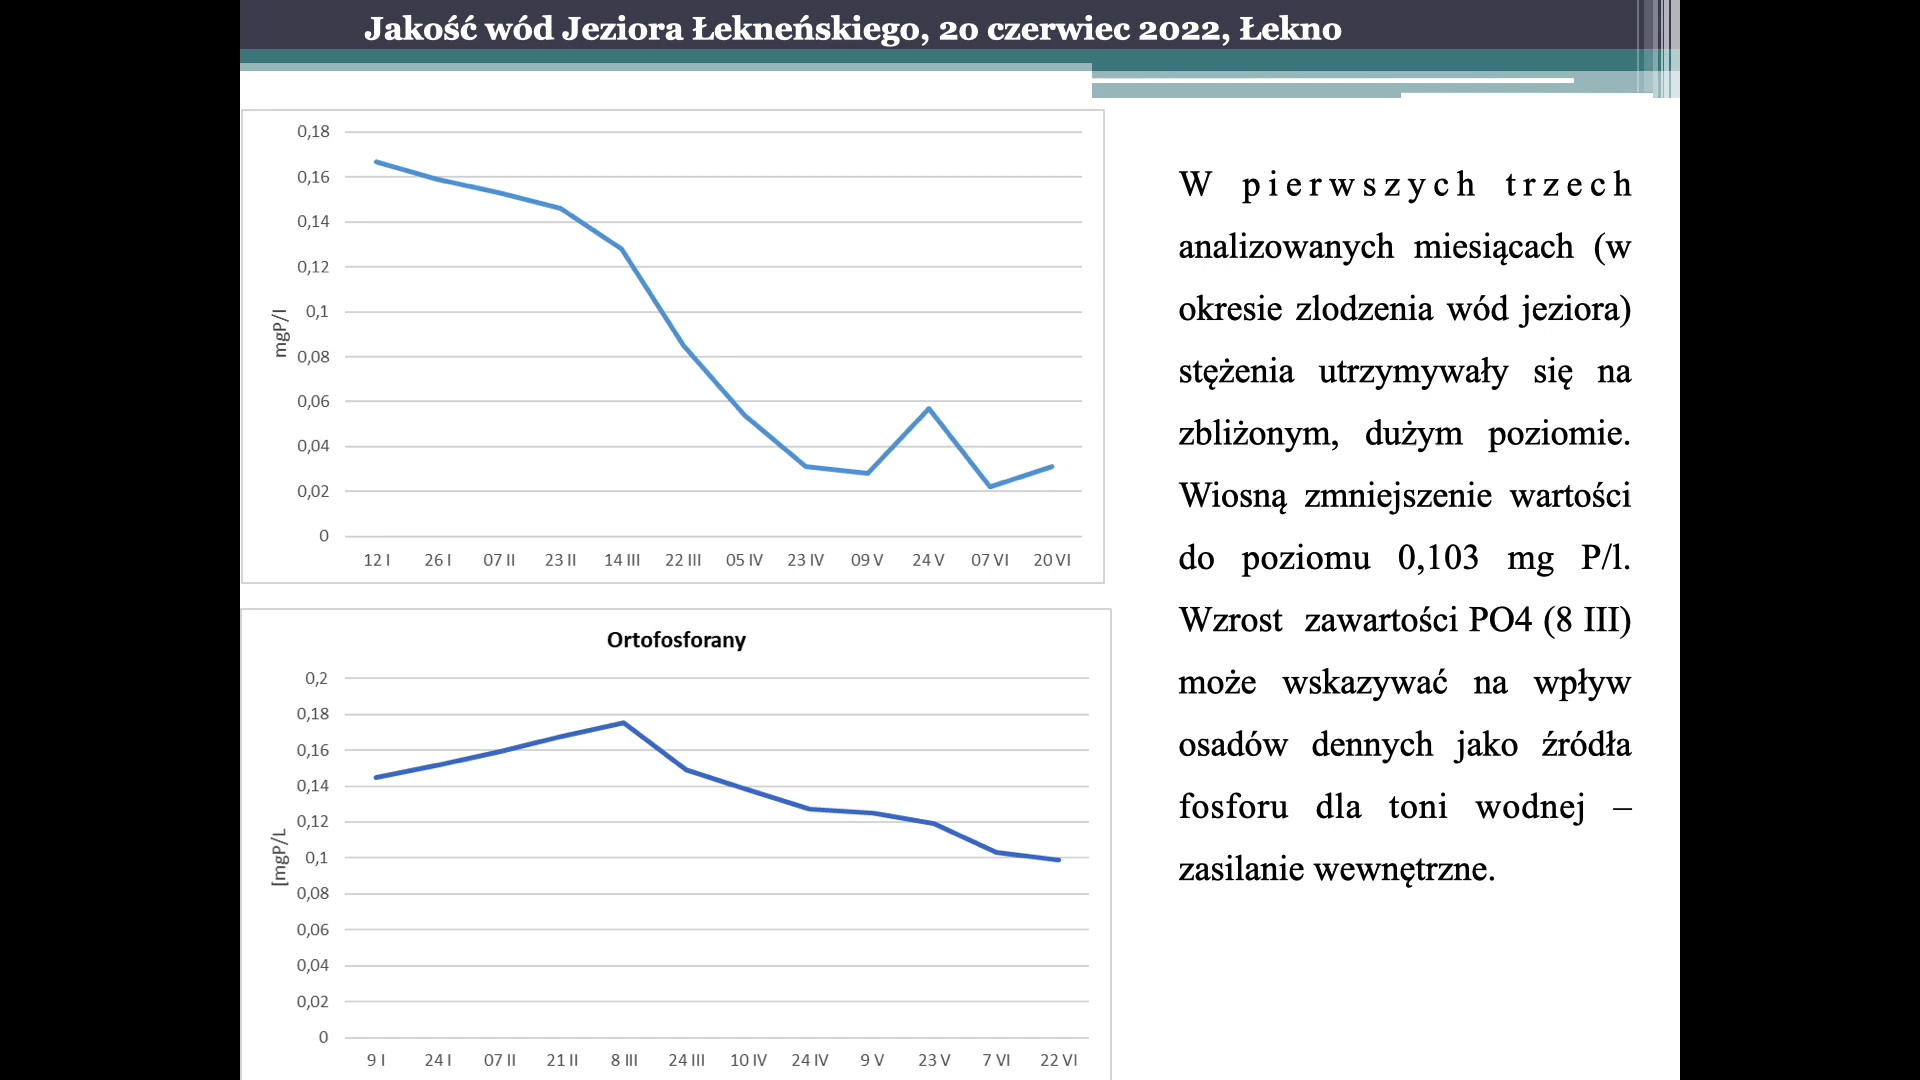 Jakość wód Jeziora Łekneńskiego, 20 czerwiec 2022, Łekno
0,18
0,16
0,14
0,12
0,1
0,08
0,06
0,04
0,02
0
mgP/l
12 I 26 I 07 II 23 II 14 III 22 III 05 IV 23 IV 09 V 24 V 07 VI 20 VI
Ortofosforany
0,2
0,18
0,16
0,14
0,12
0,1
0,08
0,06
0,04
0,02
0
[mgP/L
9 I 24 I 07 II 21 II 8 III 24 III 10 IV 24 IV 9 V 23 V 7 VI 22 VI
W pierwszych trzech
analizowanych miesiącach (w
okresie zlodzenia wód jeziora)
stężenia utrzymywały się na
zbliżonym, dużym poziomie.
Wiosną zmniejszenie wartości
do poziomu 0,103 mg P/l.
Wzrost zawartości PO4 (8 III)
może wskazywać na wpływ
osadów dennych jako źródła
fosforu dla toni wodnej –
zasilanie wewnętrzne.